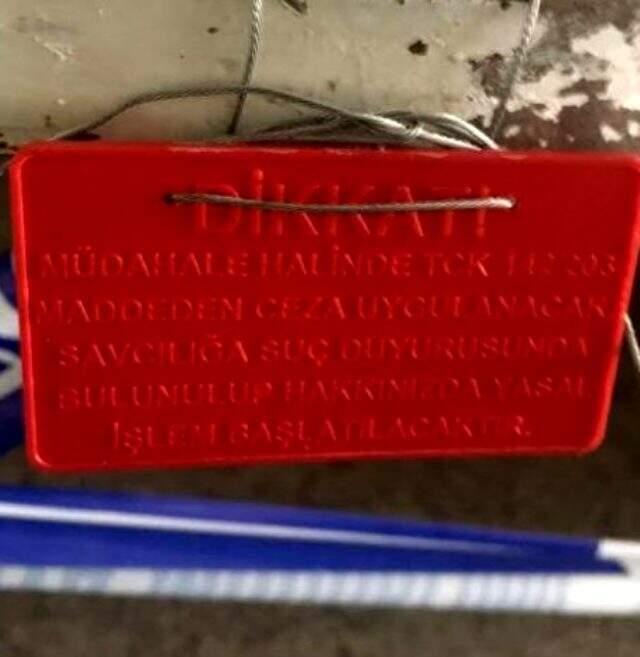 DİKKAT!
MÜDAHALE HALİNDE TCK 142 203
MADDEDEN CEZA UYGULANACAK
SAVCILIĞA SUÇ DUYURUSUNDA
BULUNULUP HAKKINIZDA YASAL
İŞLEM BAŞLATILACAKTIR.